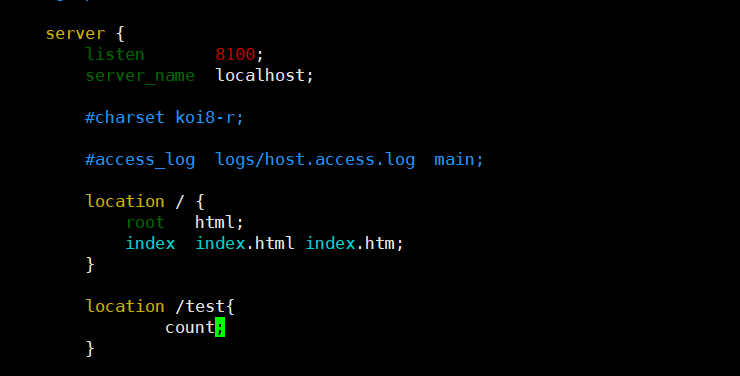 server {
listen 8100;
server_name localhost;
#charset koi8-r;
#access_log logs/host.access.log main;
location / {
root html;
index index.html index.htm;
}
location /test{
count;
}